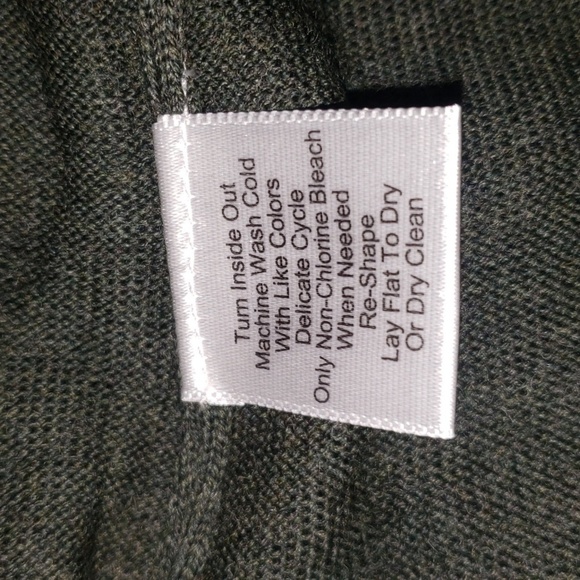 Turn Inside Out
Machine Wash Cold
With Like Colors
Delicate Cycle
Only Non-Chlorine Bleach
When Needed
Re-Shape
Lay Flat To Dry
Or Dry Clean